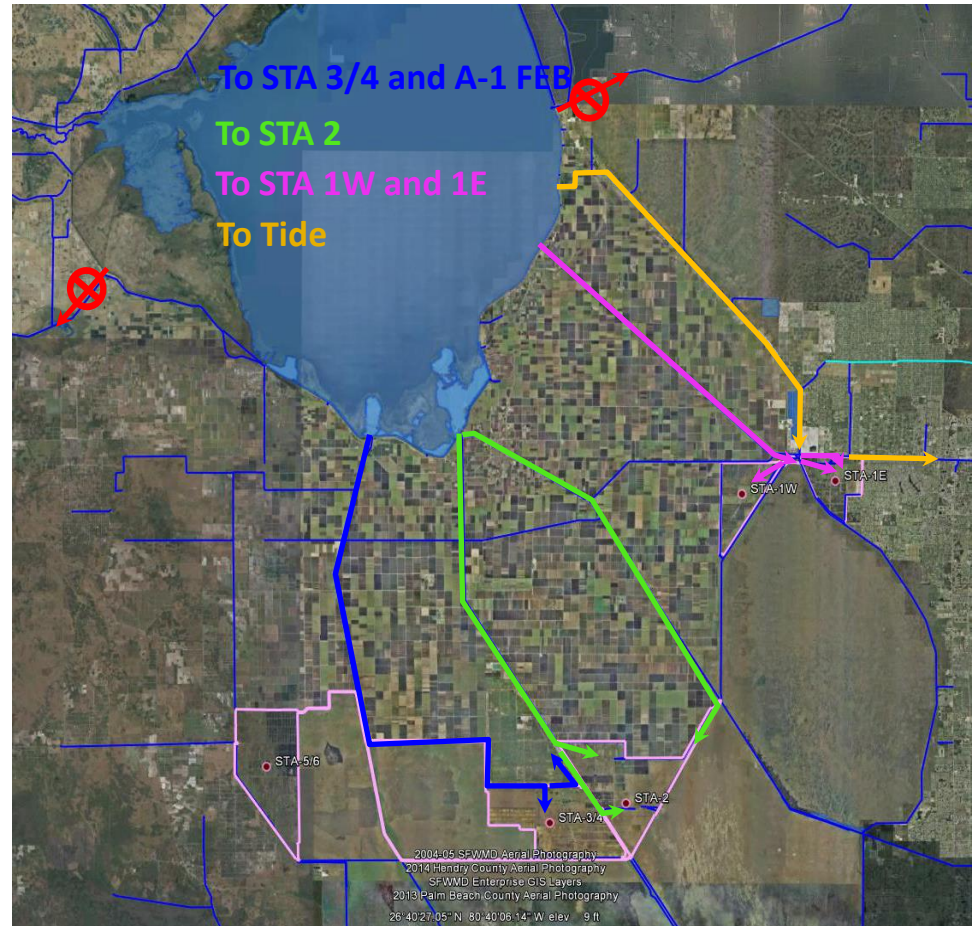 To STA 3/4 and A-1 FEB
To STA 2
To STA 1W and 1E
To Tide
STA-1W
STA-1E
STA-5/6
STA-2
STA-3/4
2004-05 SFWMD Aerial Photography
2014 Hendry County Aerial Photography
SFWMD Enterprise GIS Layers
2013 Palm Beach County Aerial Photography
26°40'27.05" N 80°40'06.14" W elev 9 ft